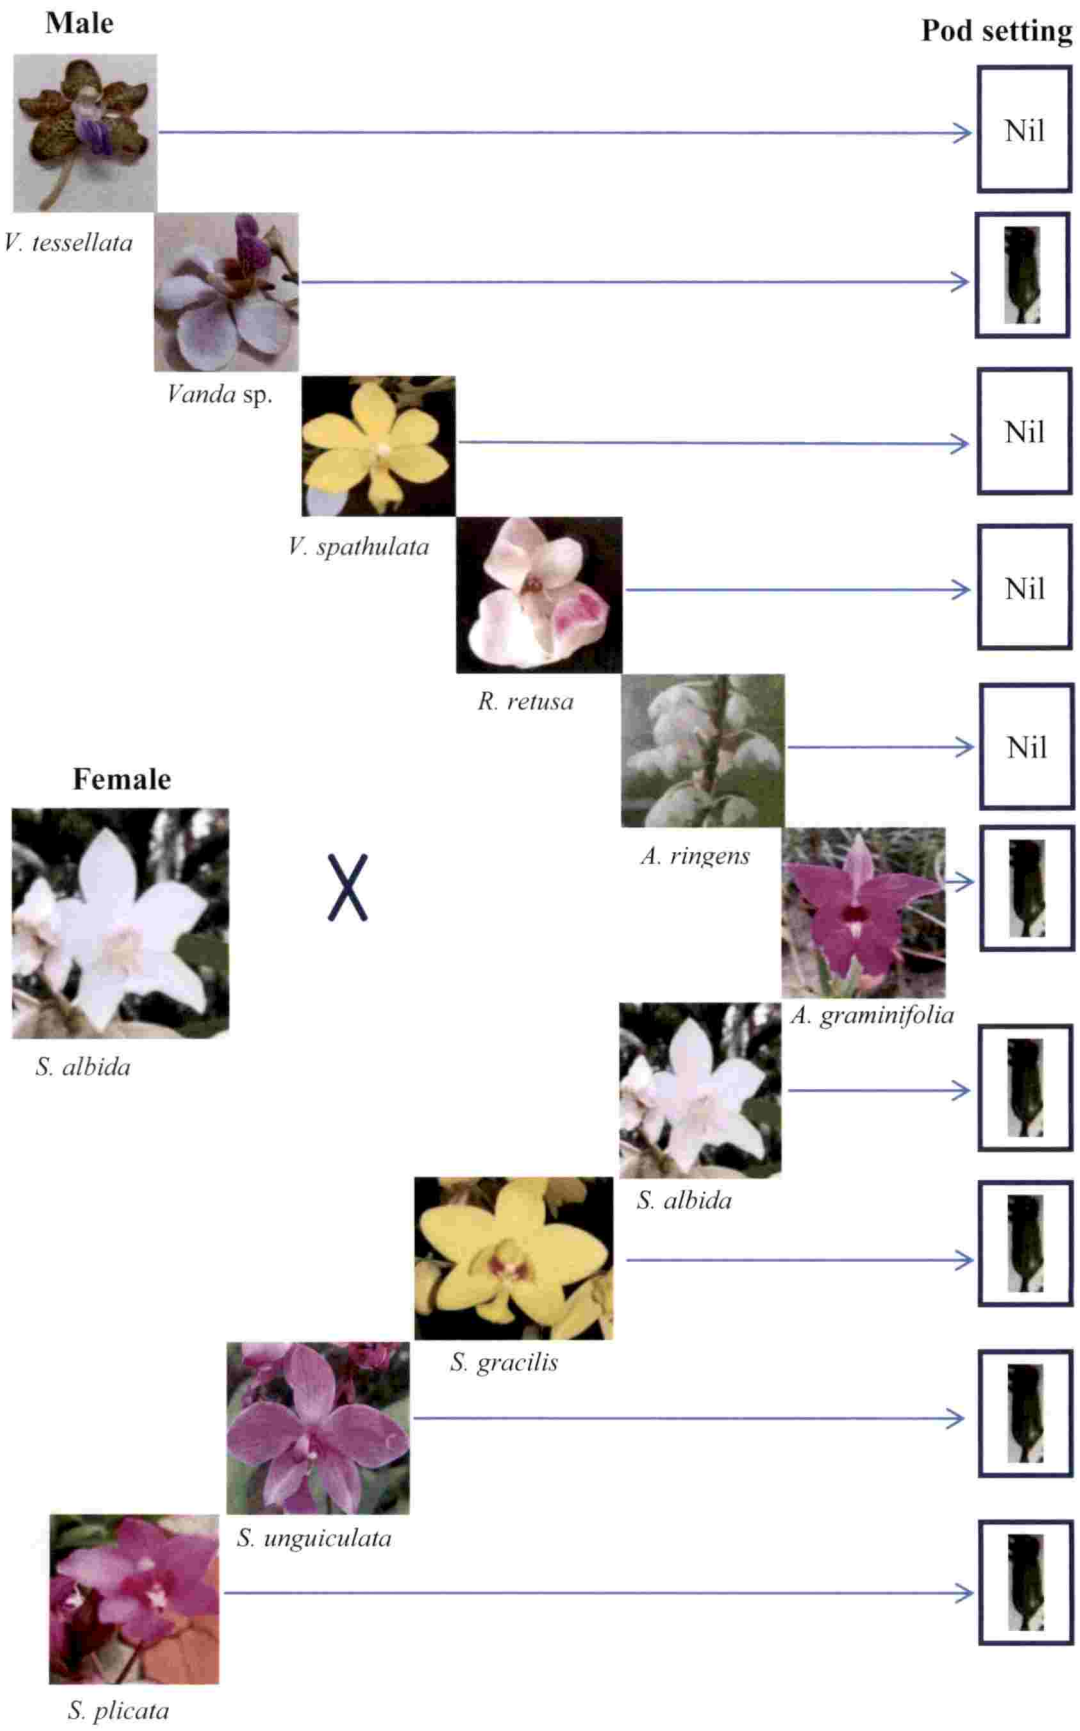 Male
Pod setting
Nil
V. tessellata
Vanda sp.
Nil
V. spathulata
Nil
R. retusa
Nil
Female
A. ringens
X
A. graminifolia
S. albida
S. albida
S. gracilis
S. unguiculata
S. plicata